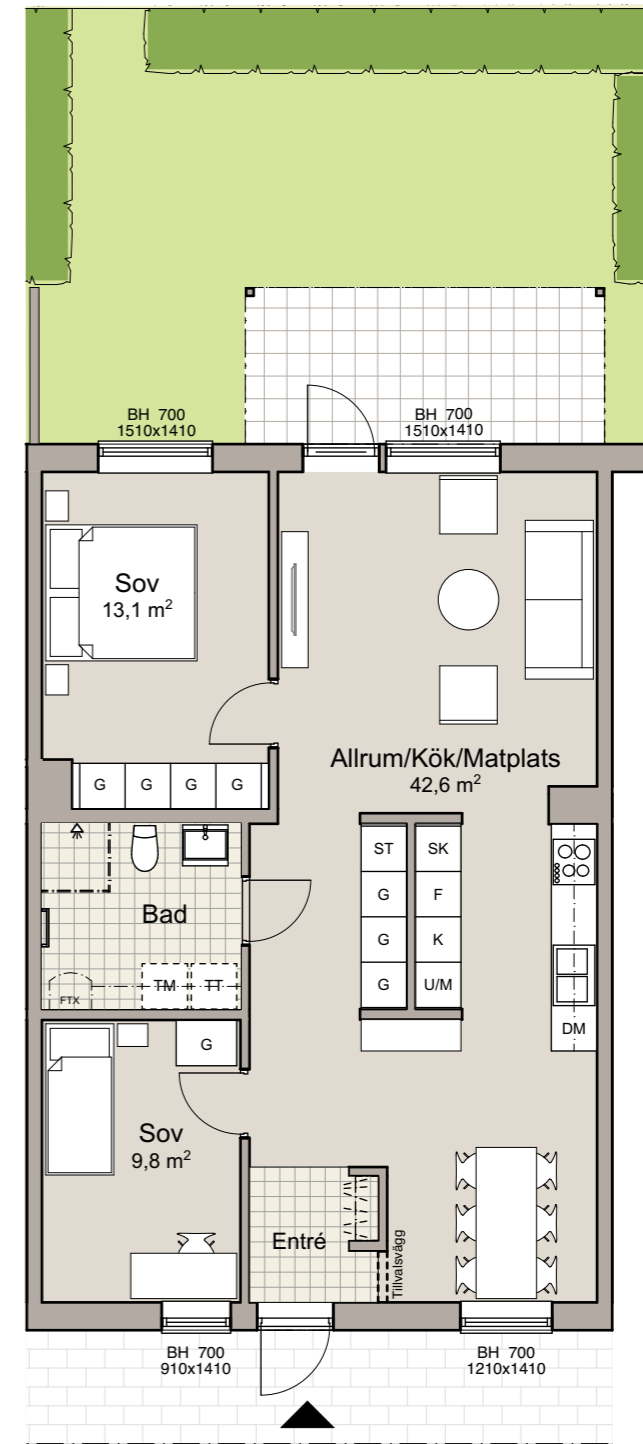 BH 700
1510x1410
BH 700
1510x1410
Sov
13,1 m²
Allrum/Kök/Matplats
42,6 m²
G G G G
ST SK
G F
G K
G U/M
Bad
FTX
TM TT
DM
G
Sov
9,8 m²
Entré
Tillvalsvägg
BH 700
910x1410
BH 700
1210x1410